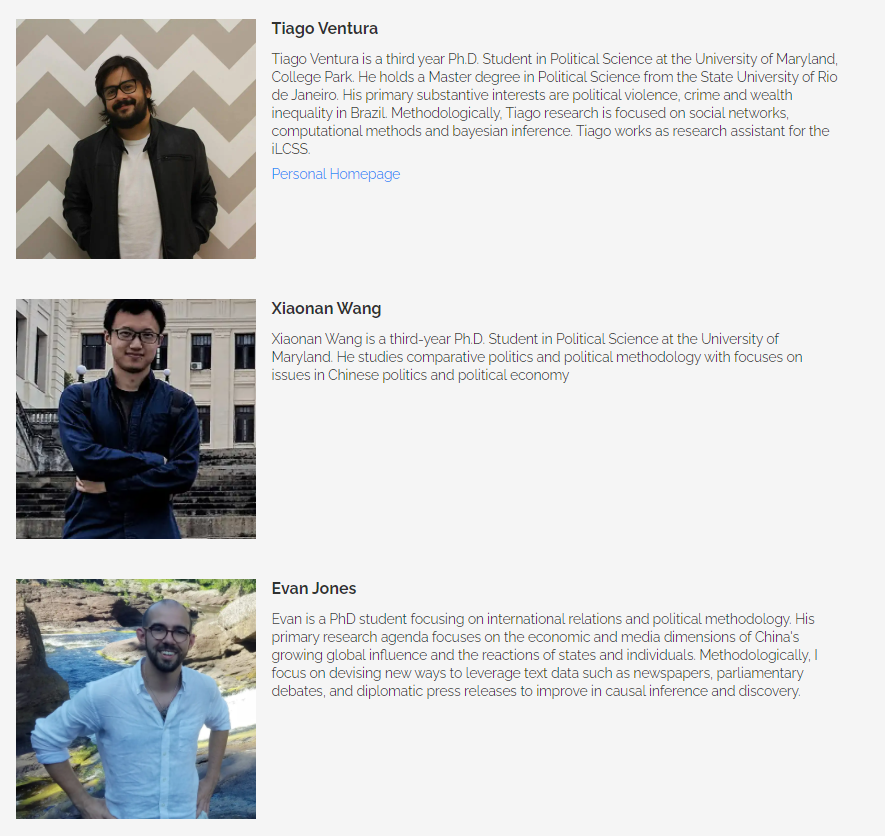 Tiago Ventura
Tiago Ventura is a third year Ph.D. Student in Political Science at the University of Maryland,
College Park. He holds a Master degree in Political Science from the State University of Rio
de Janeiro. His primary substantive interests are political violence, crime and wealth
inequality in Brazil. Methodologically, Tiago research is focused on social networks,
computational methods and bayesian inference. Tiago works as research assistant for the
iLCSS.
Personal Homepage
Xiaonan Wang
Xiaonan Wang is a third-year Ph.D. Student in Political Science at the University of
Maryland. He studies comparative politics and political methodology with focuses on
issues in Chinese politics and political economy
Evan Jones
Evan is a PhD student focusing on international relations and political methodology. His
primary research agenda focuses on the economic and media dimensions of China's
growing global influence and the reactions of states and individuals. Methodologically, I
focus on devising new ways to leverage text data such as newspapers, parliamentary
debates, and diplomatic press releases to improve in causal inference and discovery.